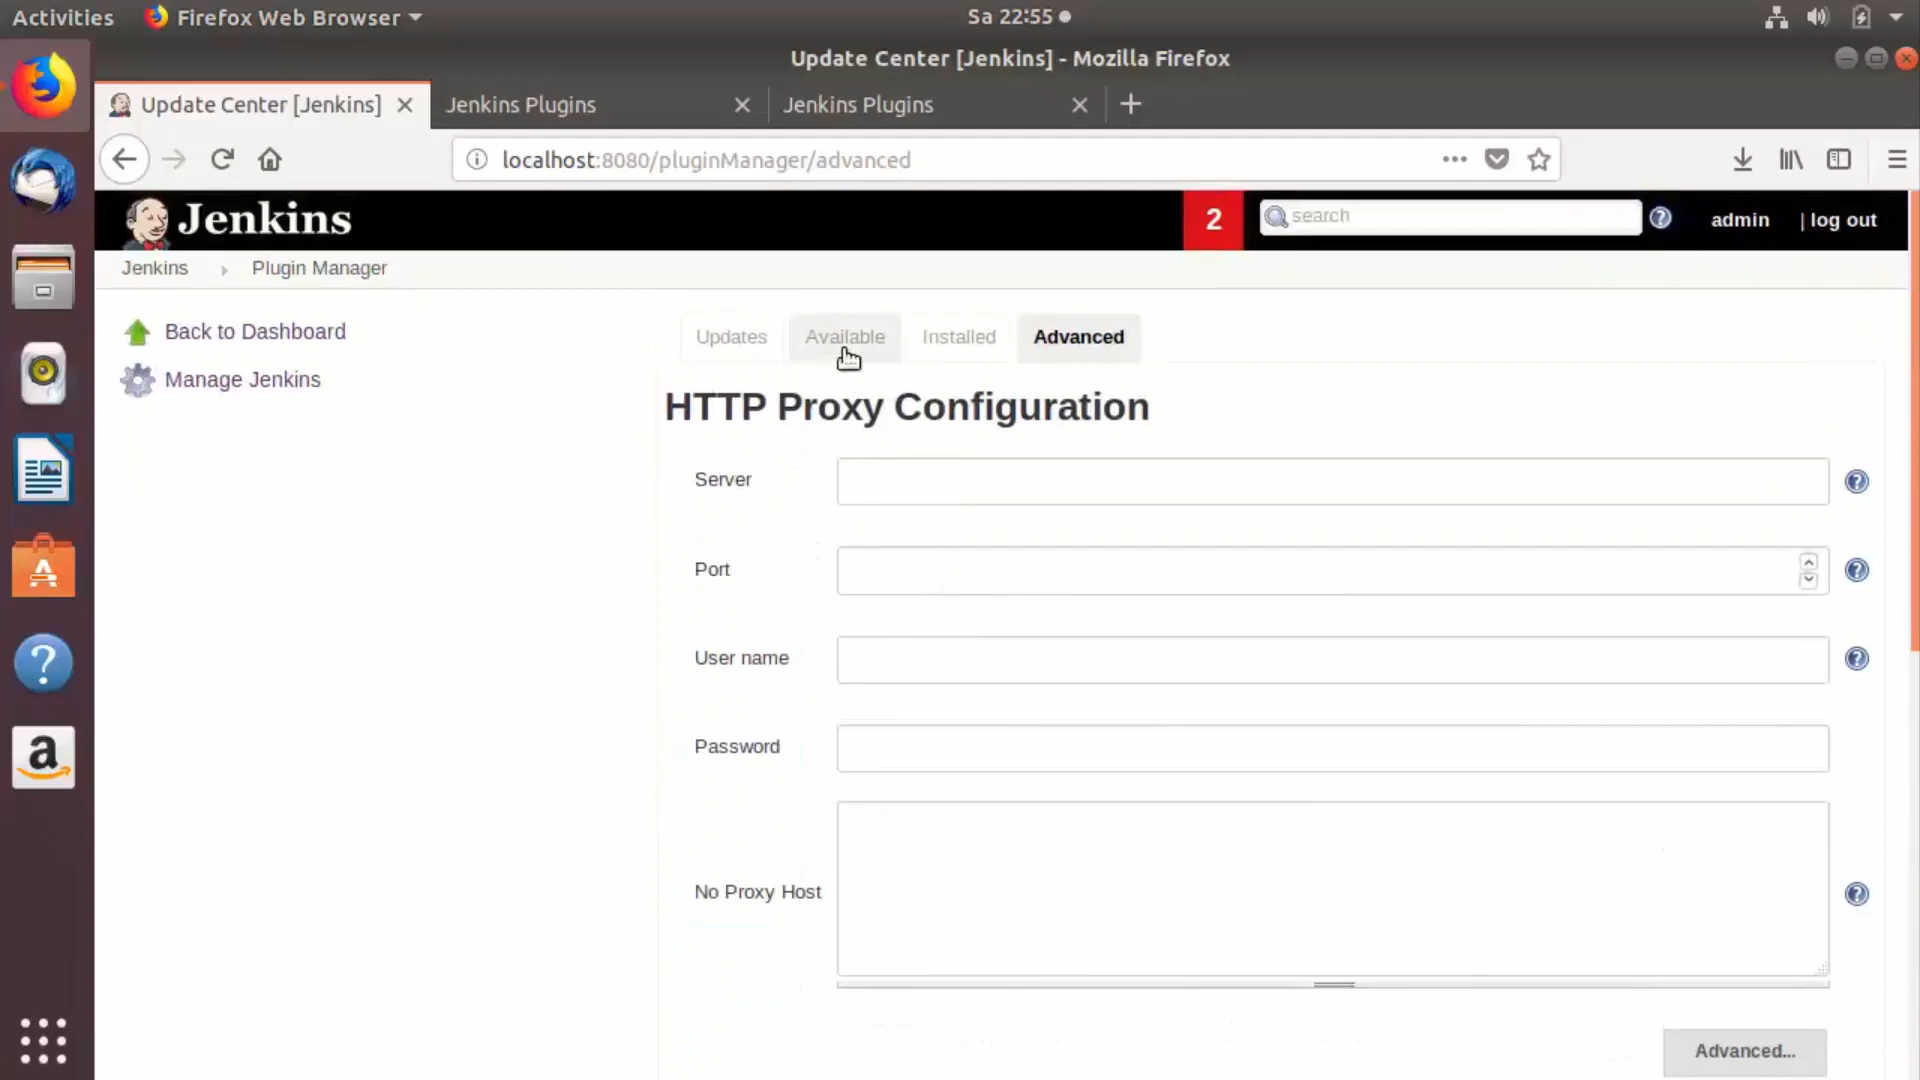 Activities
Firefox Web Browser
Sa 22:55
Update Center [Jenkins] - Mozilla Firefox
Update Center [Jenkins]
Jenkins Plugins
Jenkins Plugins
localhost:8080/pluginManager/advanced
Jenkins
2
search
admin
| log out
Jenkins
Plugin Manager
Back to Dashboard
Manage Jenkins
Updates
Available
Installed
Advanced
HTTP Proxy Configuration
Server
Port
User name
Password
No Proxy Host
Advanced...